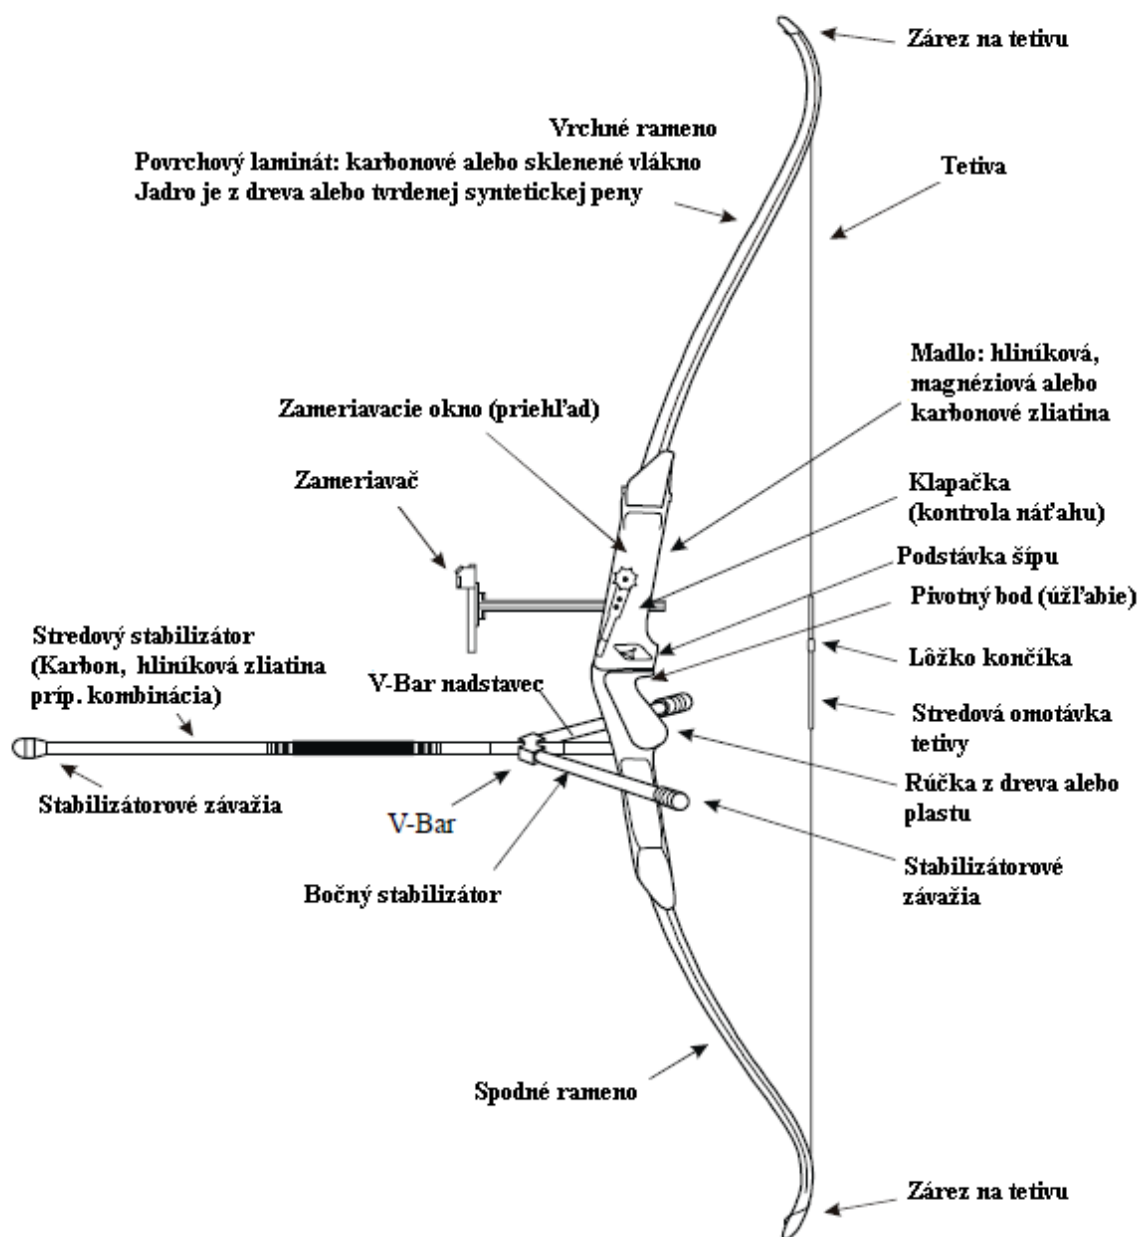 Zárez na tetivu
Vrchné rameno
Povrchový laminát: karbonové alebo sklenené vlákno
Jadro je z dreva alebo tvrdenej syntetickej peny
Tetiva
Madlo: hliníková,
magnéziová alebo
karbonové zliatina
Zameriavacie okno (priehľad)
Zameriavač
Klapačka
(kontrola náťahu)
Podstávka šípu
Pivotný bod (úžľabie)
Stredový stabilizátor
(Karbon, hliníková zliatina
príp. kombinácia)
V-Bar nadstavec
Lôžko končíka
Stredová omotávka
tetivy
Stabilizátorové závažia
V-Bar
Rúčka z dreva alebo
plastu
Bočný stabilizátor
Stabilizátorové
závažia
Spodné rameno
Zárez na tetivu